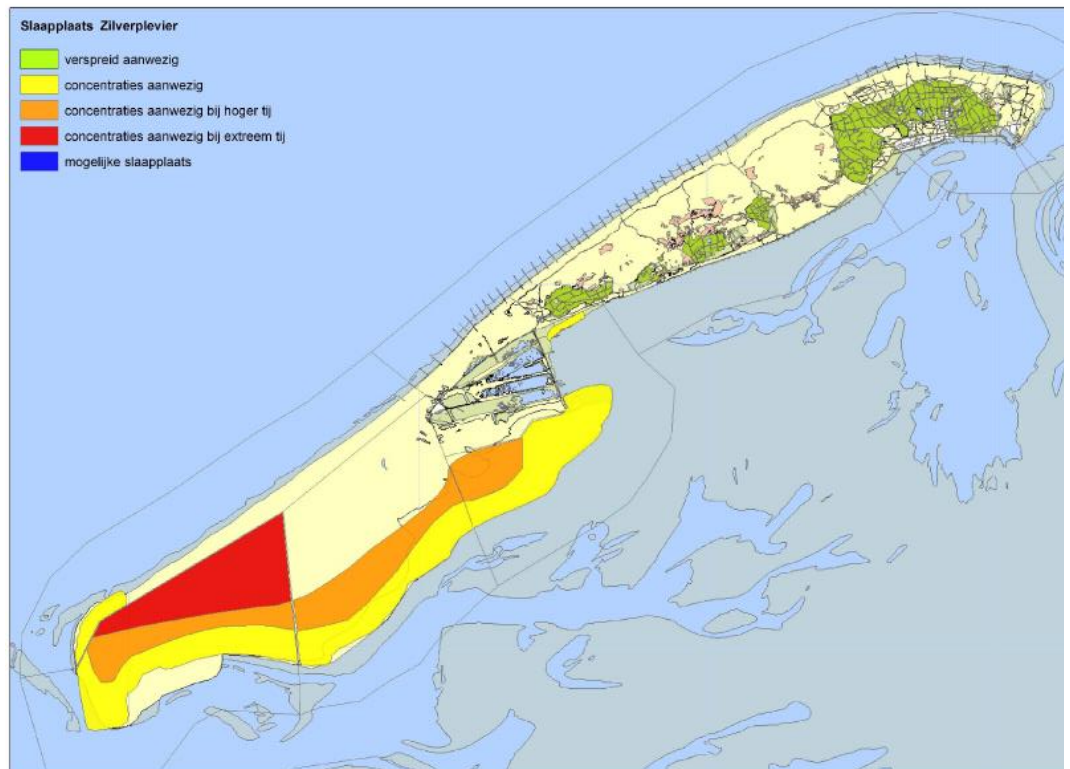 Slaapplaats Zilverplevier
verspreid aanwezig
concentraties aanwezig
concentraties aanwezig bij hoger tij
concentraties aanwezig bij extreem tij
mogelijke slaapplaats